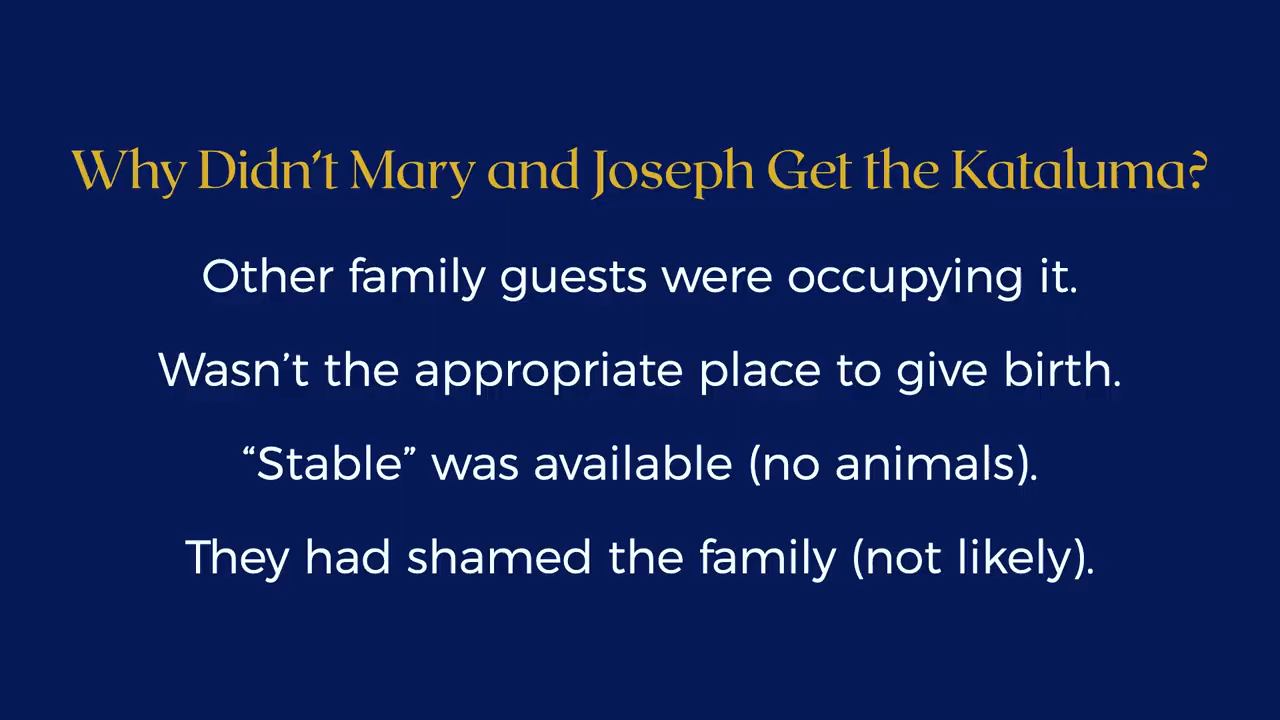 Why Didn’t Mary and Joseph Get the Kataluma?
Other family guests were occupying it.
Wasn’t the appropriate place to give birth.
“Stable” was available (no animals).
They had shamed the family (not likely).